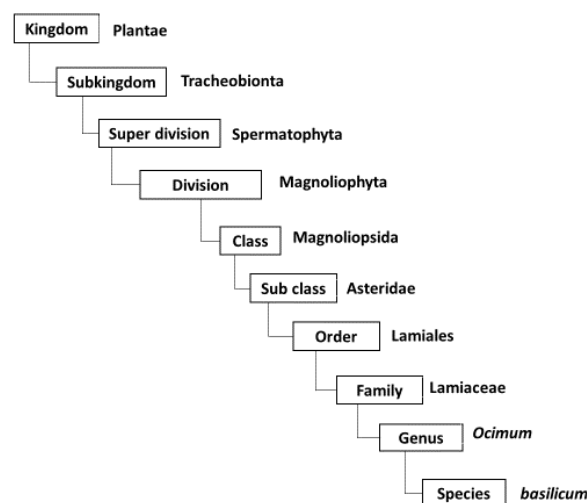 Kingdom Plantae
Subkingdom Tracheobionta
Super division Spermatophyta
Division Magnoliophyta
Class Magnoliopsida
Sub class Asteridae
Order Lamiales
Family Lamiaceae
Genus Ocimum
Species basilicum